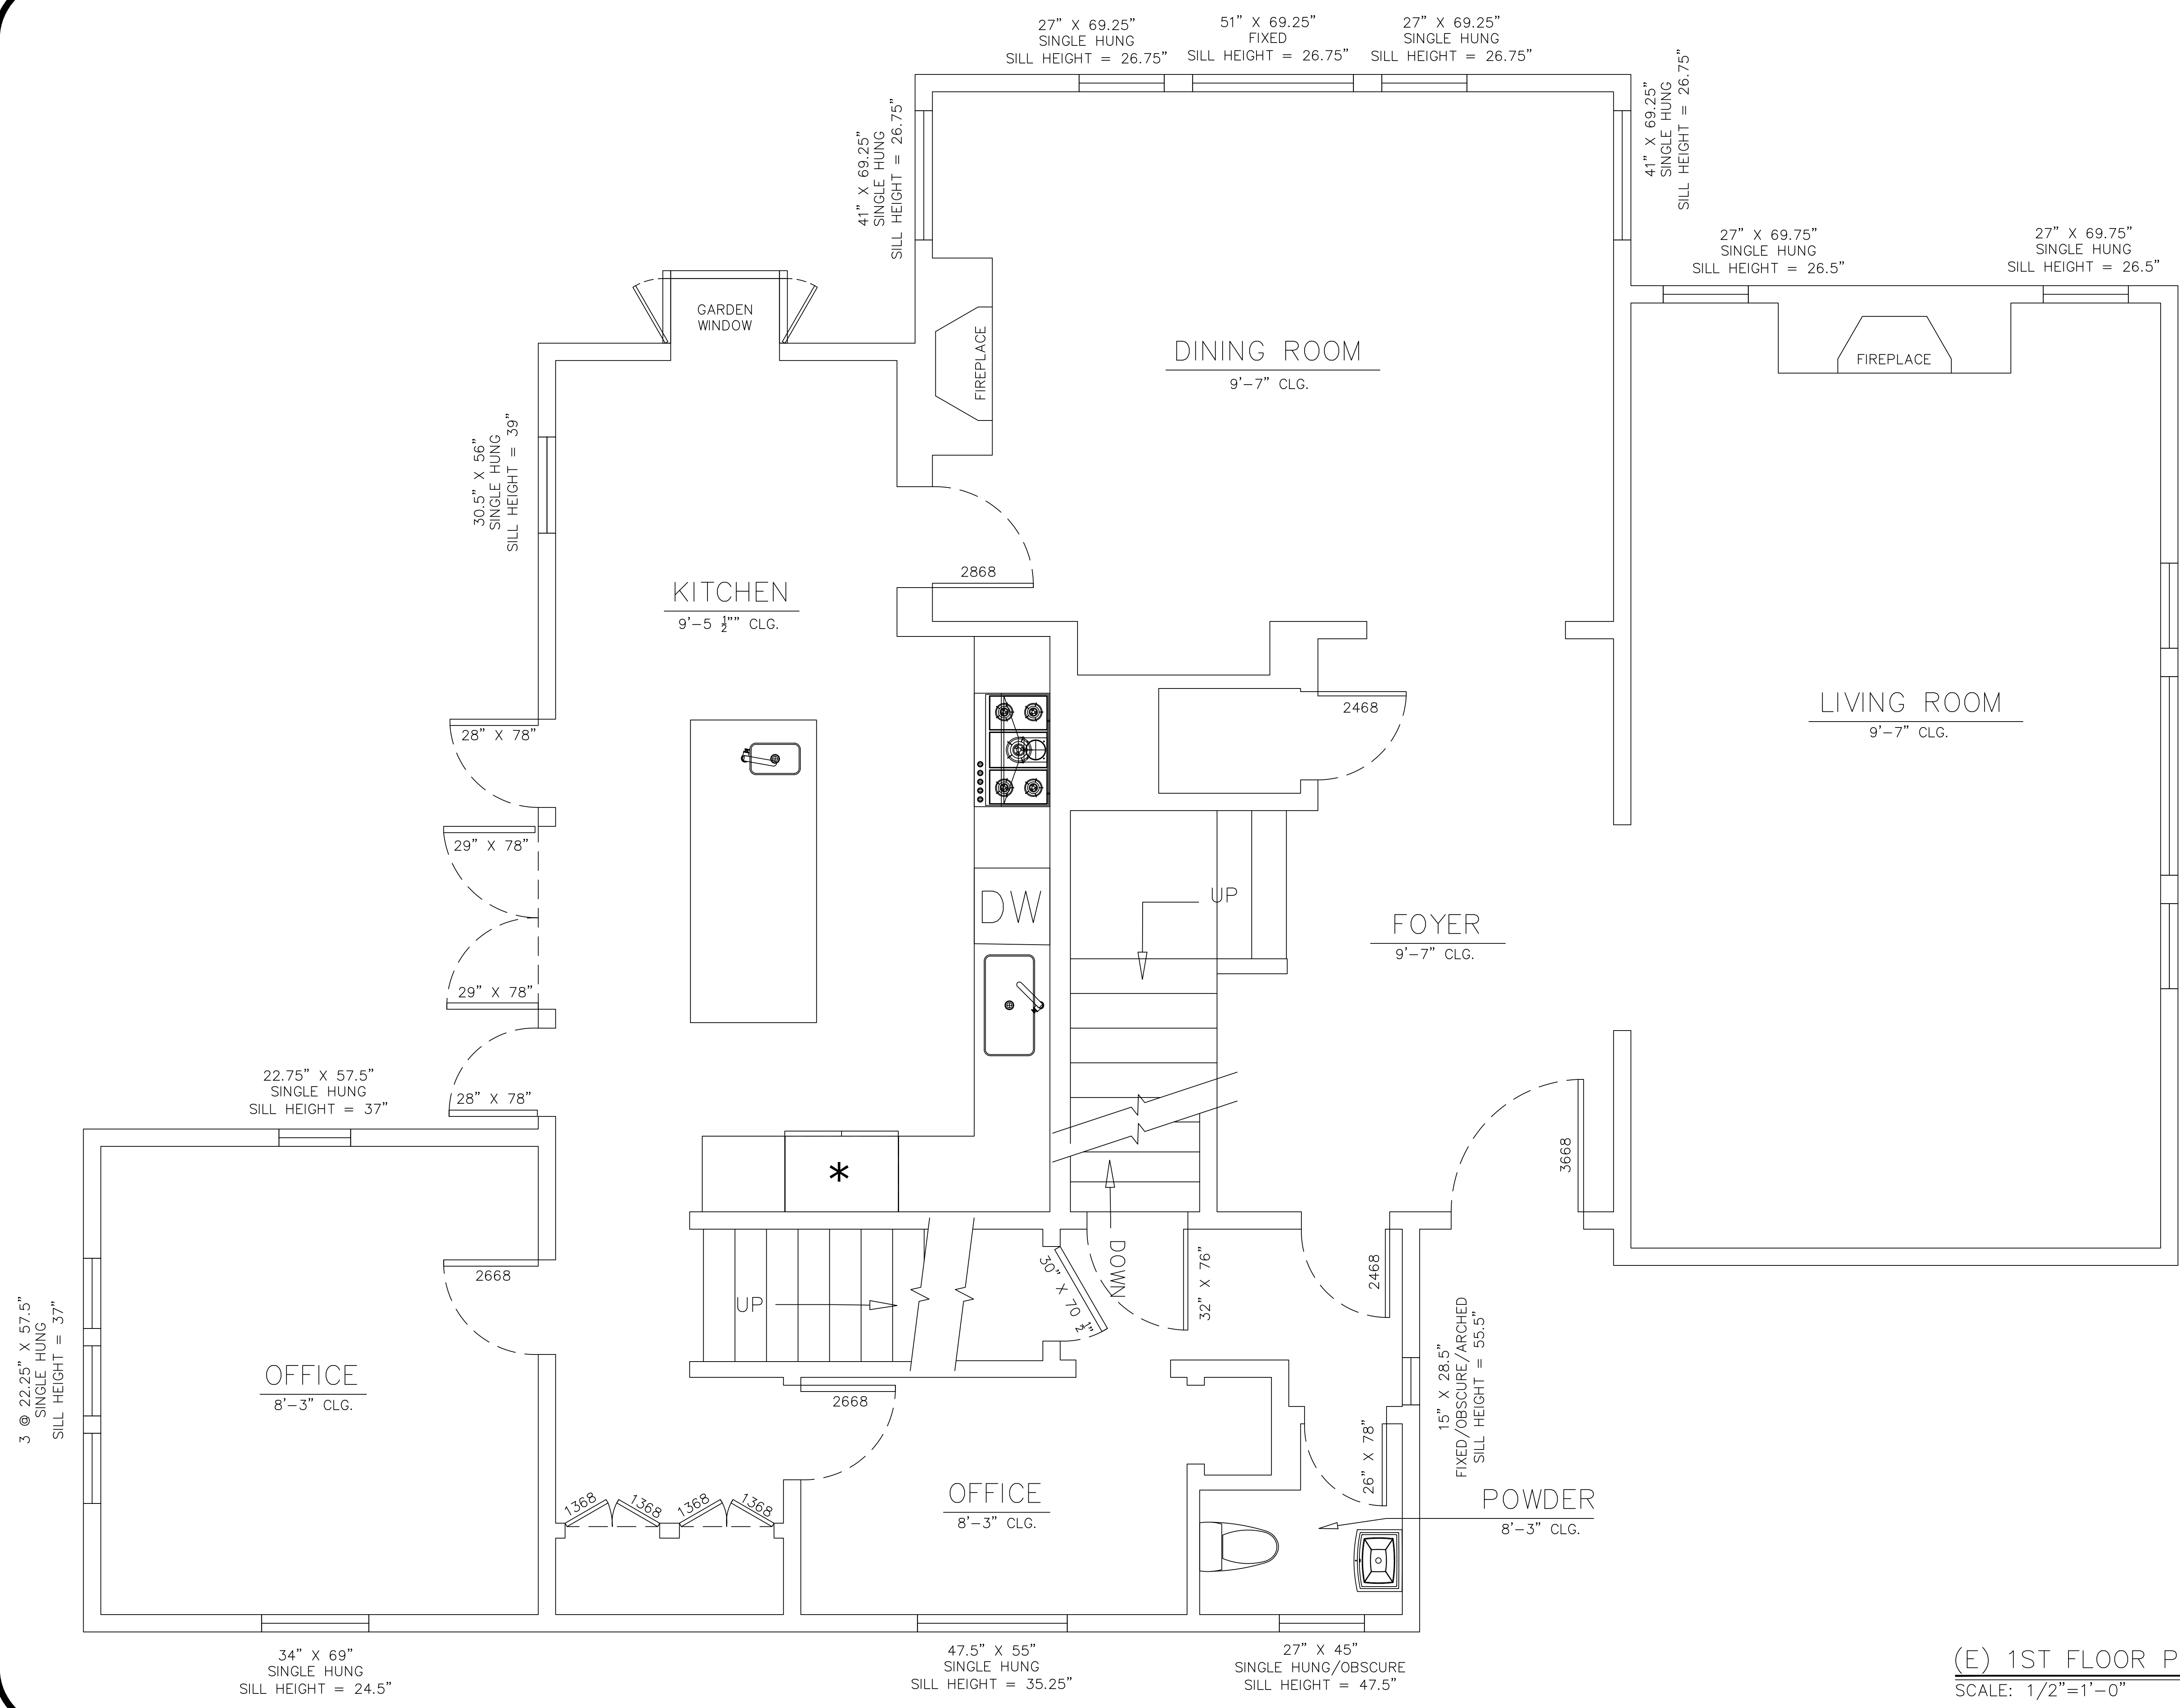 27" X 69.25"
SINGLE HUNG
SILL HEIGHT = 26.75"
51" X 69.25"
FIXED
SILL HEIGHT = 26.75"
27" X 69.25"
SINGLE HUNG
SILL HEIGHT = 26.75"
41" X 69.25"
SINGLE HUNG
SILL HEIGHT = 26.75"
41" X 69.25"
SINGLE HUNG
SILL HEIGHT = 26.75"
27" X 69.75"
SINGLE HUNG
SILL HEIGHT = 26.5"
27" X 69.75"
SINGLE HUNG
SILL HEIGHT = 26.5"
GARDEN
WINDOW
FIREPLACE
DINING ROOM
9'-7" CLG.
FIREPLACE
30.5" X 56"
SINGLE HUNG
SILL HEIGHT = 39"
2868
KITCHEN
9'-5 1/2"" CLG.
2468
LIVING ROOM
9'-7" CLG.
28" X 78"
29" X 78"
DW
UP
FOYER
9'-7" CLG.
29" X 78"
28" X 78"
22.75" X 57.5"
SINGLE HUNG
SILL HEIGHT = 37"
3668
*
2668
UP
30" X 70 1/2"
DOWN
32" X 76"
2468
3 @ 22.25" X 57.5"
SINGLE HUNG
SILL HEIGHT = 37"
OFFICE
8'-3" CLG.
2668
15" X 28.5"
FIXED/OBSCURE/ARCHED
SILL HEIGHT = 55.5"
26" X 78"
1368
1368
1368
1368
OFFICE
8'-3" CLG.
POWDER
8'-3" CLG.
34" X 69"
SINGLE HUNG
SILL HEIGHT = 24.5"
47.5" X 55"
SINGLE HUNG
SILL HEIGHT = 35.25"
27" X 45"
SINGLE HUNG/OBSCURE
SILL HEIGHT = 47.5"
(E) 1ST FLOOR P
SCALE: 1/2"=1'-0"